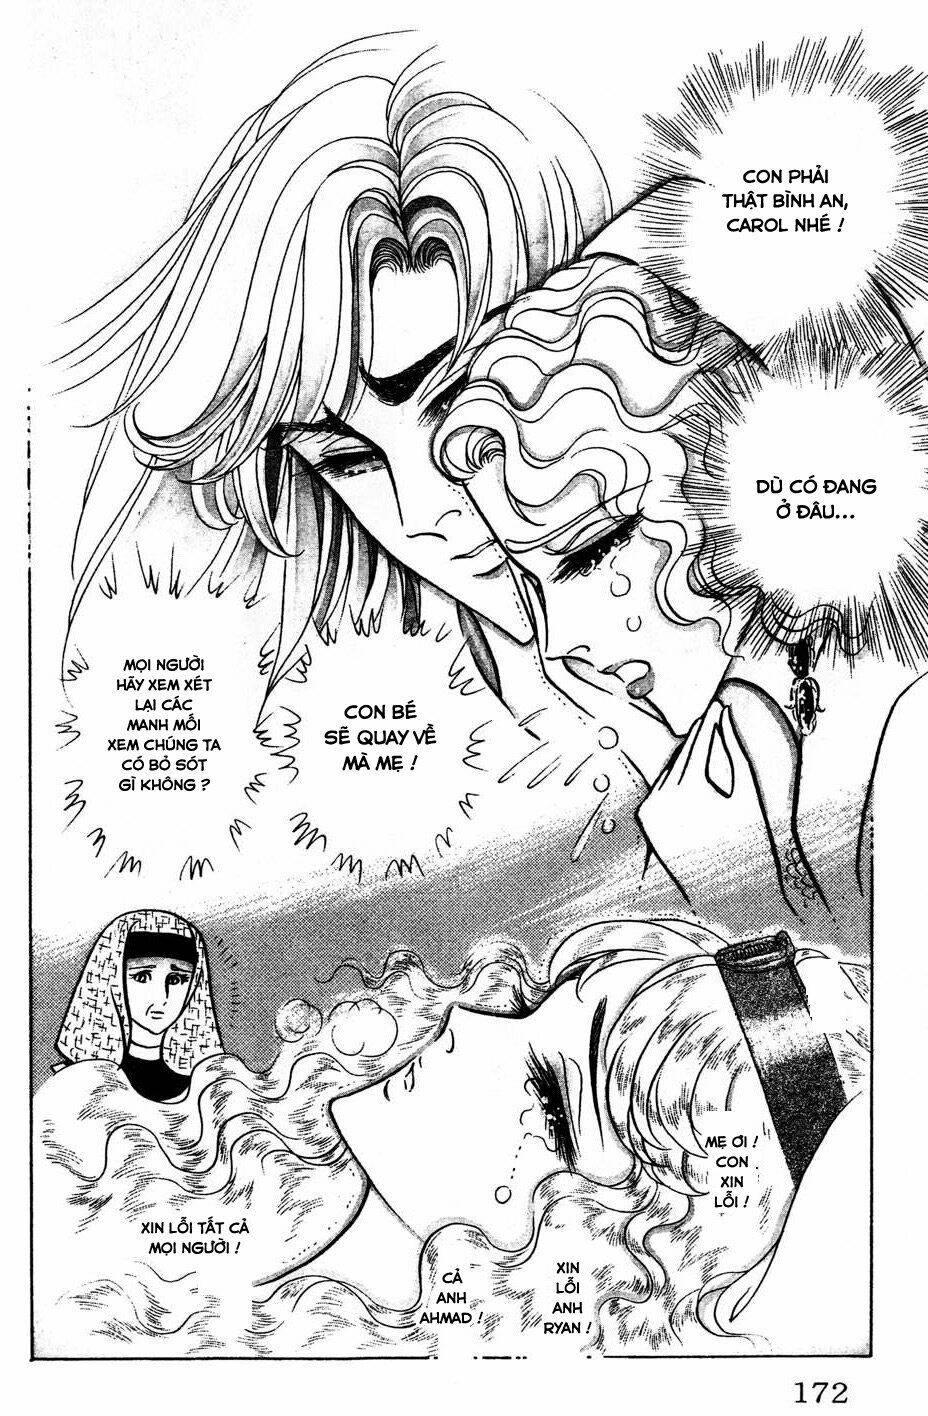 CON PHẢI
THẬT BÌNH AN,
CAROL NHÉ !
DÙ CÓ ĐANG
Ở ĐÂU...
MỌI NGƯỜI
HÃY XEM XÉT
LẠI CÁC
MANH MỐI
XEM CHÚNG TA
CÓ BỎ SÓT
GÌ KHÔNG ?
CON BÉ
SẼ QUAY VỀ
MÀ MẸ !
MẸ ƠI !
CON
XIN
LỖI !
XIN LỖI TẤT CẢ
MỌI NGƯỜI !
CẢ
ANH
AHMAD !
XIN
LỖI
ANH
RYAN !
172